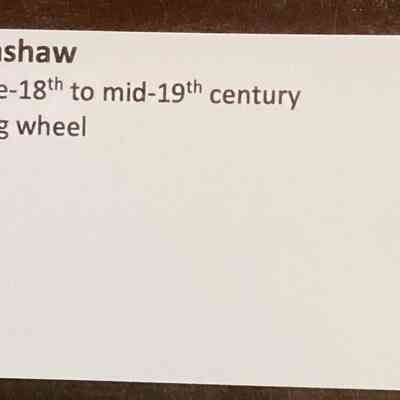 shaw
e-18th to mid-19th century
g wheel